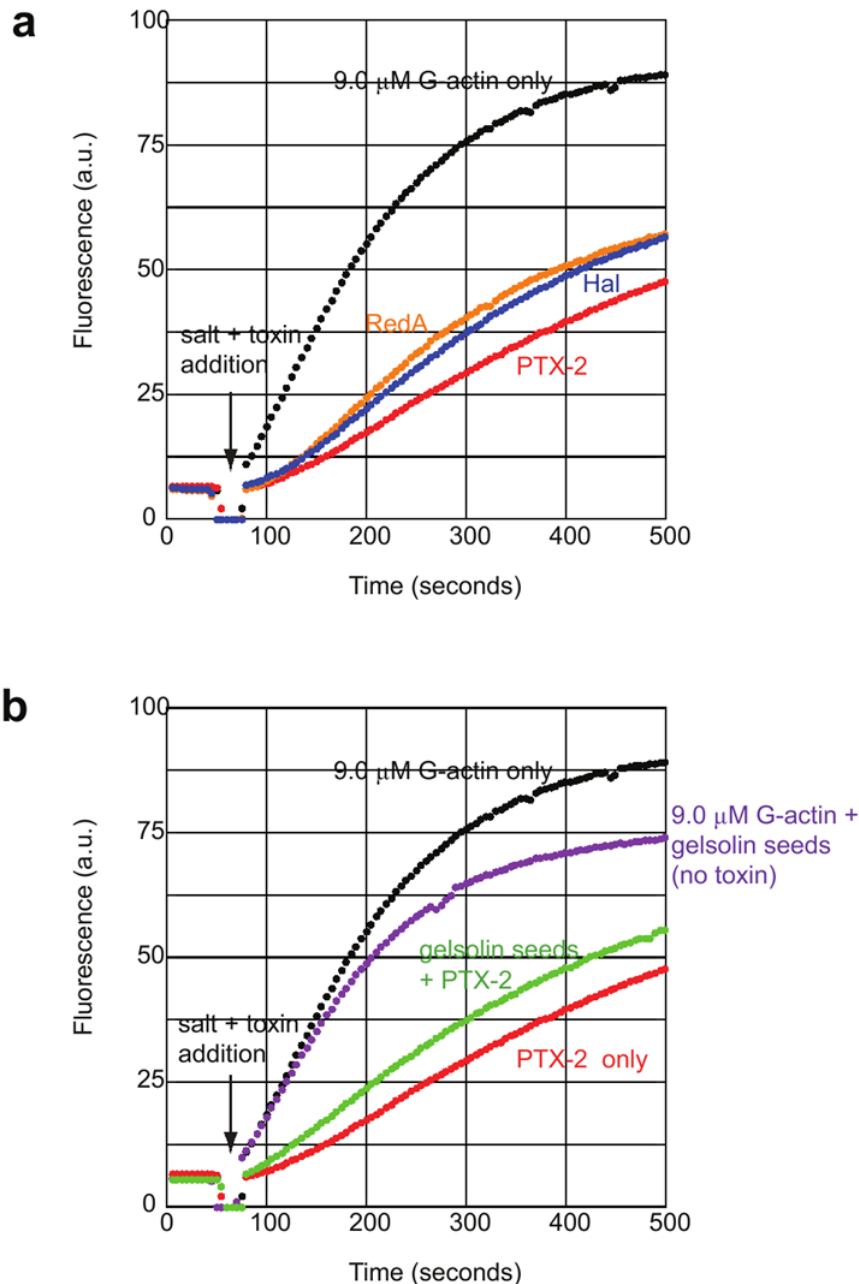 a
100
9.0 μM G-actin only
75
Fluorescence (a.u.)
50
Hal
RedA
salt + toxin
addition
PTX-2
25
0
0 100 200 300 400 500
Time (seconds)
b
100
9.0 μM G-actin only
9.0 μM G-actin +
gelsolin seeds
(no toxin)
75
Fluorescence (a.u.)
50
gelsolin seeds
+ PTX-2
salt + toxin
addition
PTX-2 only
25
0
0 100 200 300 400 500
Time (seconds)